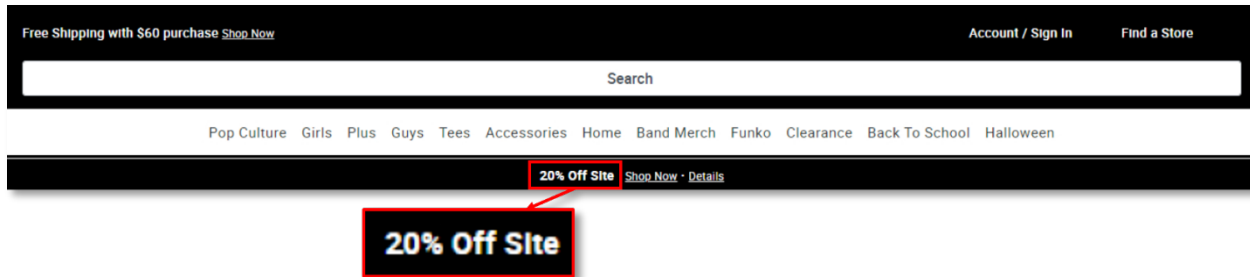 Free Shipping with $60 purchase Shop Now Account / Sign In Find a Store
Search
Pop Culture Girls Plus Guys Tees Accessories Home Band Merch Funko Clearance Back To School Halloween
20% Off Site Shop Now · Details
20% Off Site